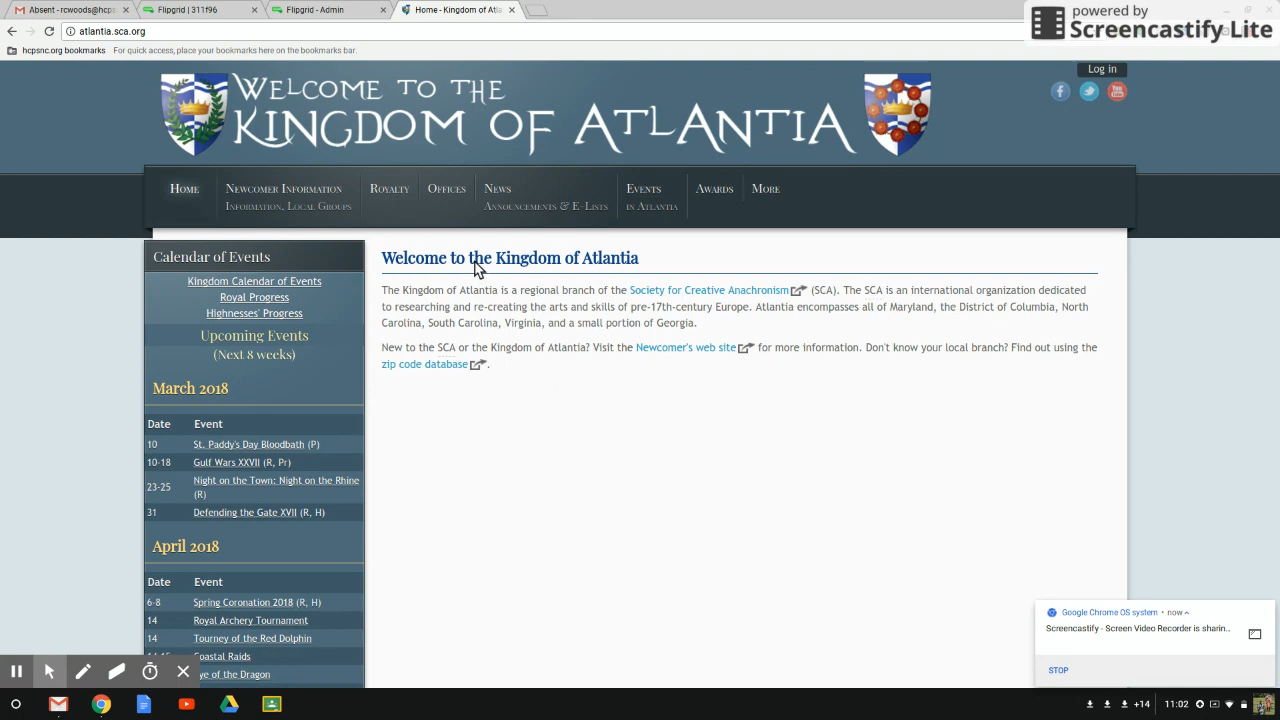 Absent - rcwoods@hcps
Flipgrid | 311f96
Flipgrid - Admin
Home - Kingdom of Atla
powered by
Screencastify Lite
atlantia.sca.org
hcpsnc.org bookmarks For quick access, place your bookmarks here on the bookmarks bar.
Log in
Welcome to the
Kingdom of Atlantia
Home
Newcomer Information
Information, Local Groups
Royalty
Offices
News
Announcements & E-Lists
Events
in Atlantia
Awards
More
Calendar of Events
Kingdom Calendar of Events
Royal Progress
Highnesses' Progress
Upcoming Events
(Next 8 weeks)
March 2018
Date Event
10 St. Paddy's Day Bloodbath (P)
10-18 Gulf Wars XXVII (R, Pr)
23-25 Night on the Town: Night on the Rhine
(R)
31 Defending the Gate XVII (R, H)
April 2018
Date Event
6-8 Spring Coronation 2018 (R, H)
14 Royal Archery Tournament
14 Tourney of the Red Dolphin
Coastal Raids
ye of the Dragon
Welcome to the Kingdom of Atlantia
The Kingdom of Atlantia is a regional branch of the Society for Creative Anachronism (SCA). The SCA is an international organization dedicated
to researching and re-creating the arts and skills of pre-17th-century Europe. Atlantia encompasses all of Maryland, the District of Columbia, North
Carolina, South Carolina, Virginia, and a small portion of Georgia.
New to the SCA or the Kingdom of Atlantia? Visit the Newcomer's web site for more information. Don't know your local branch? Find out using the
zip code database.
Google Chrome OS system • now
Screencastify - Screen Video Recorder is sharin...
STOP
+14 11:02